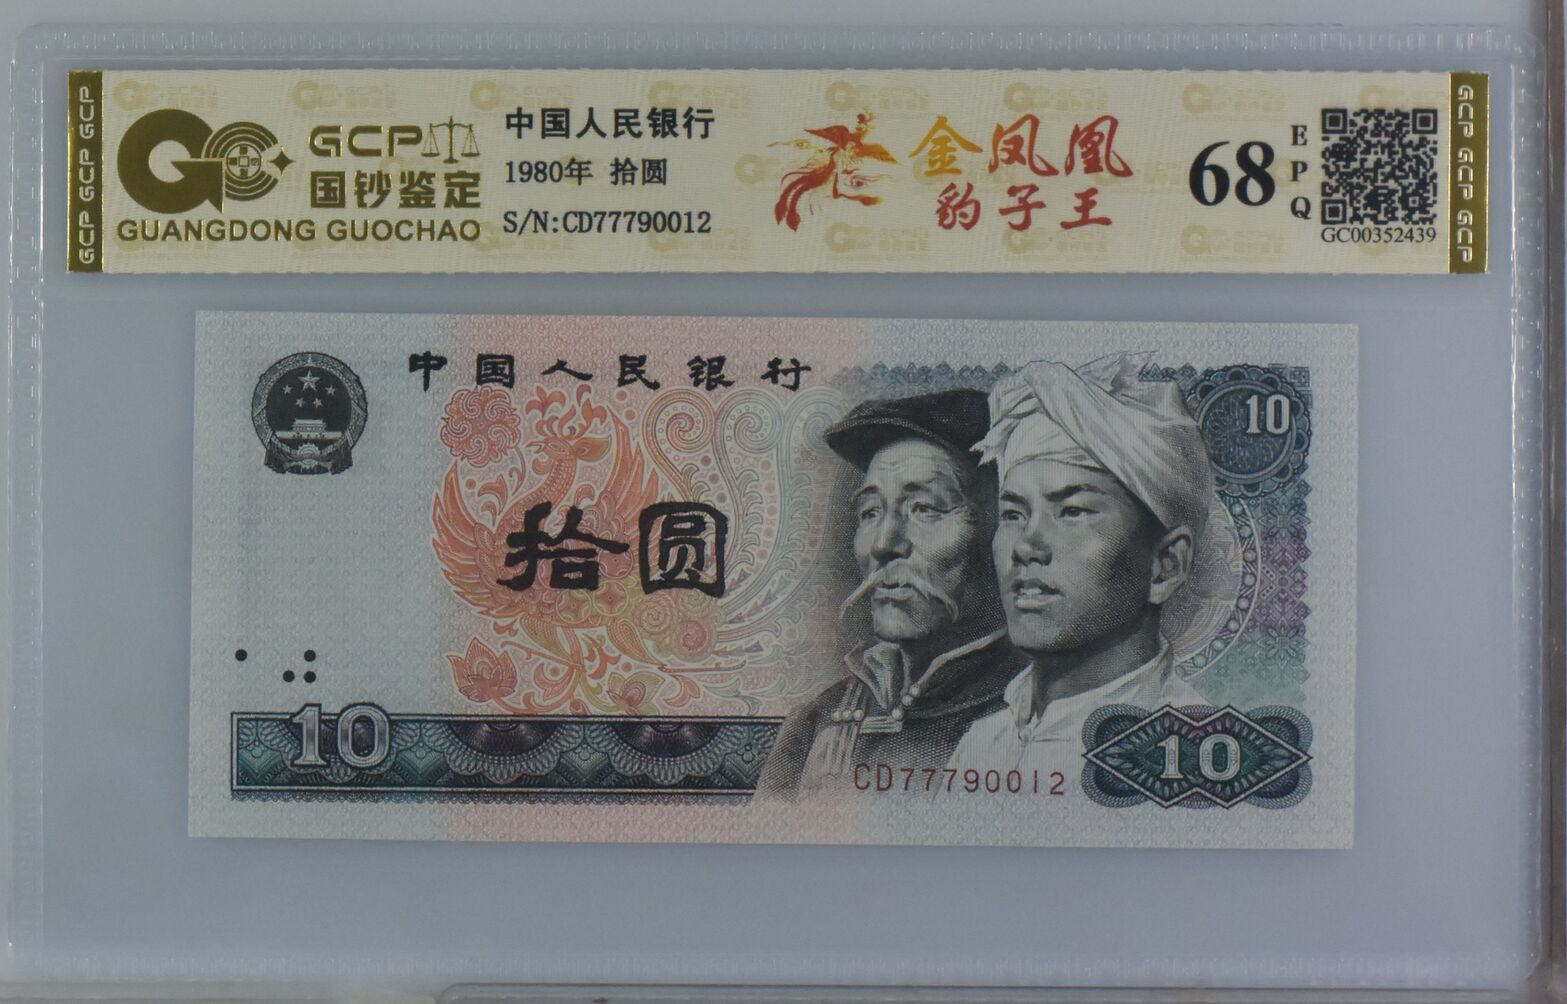 GCP GCP GCP
GCP
国钞鉴定
GUANGDONG GUOCHAO
中国人民银行
1980年 拾圆
S/N:CD77790012
金凤凰
豹子王
68
EPQ
GC00352439
GCP GCP GCP
中国人民银行
10
拾圆
10
CD77790012
10